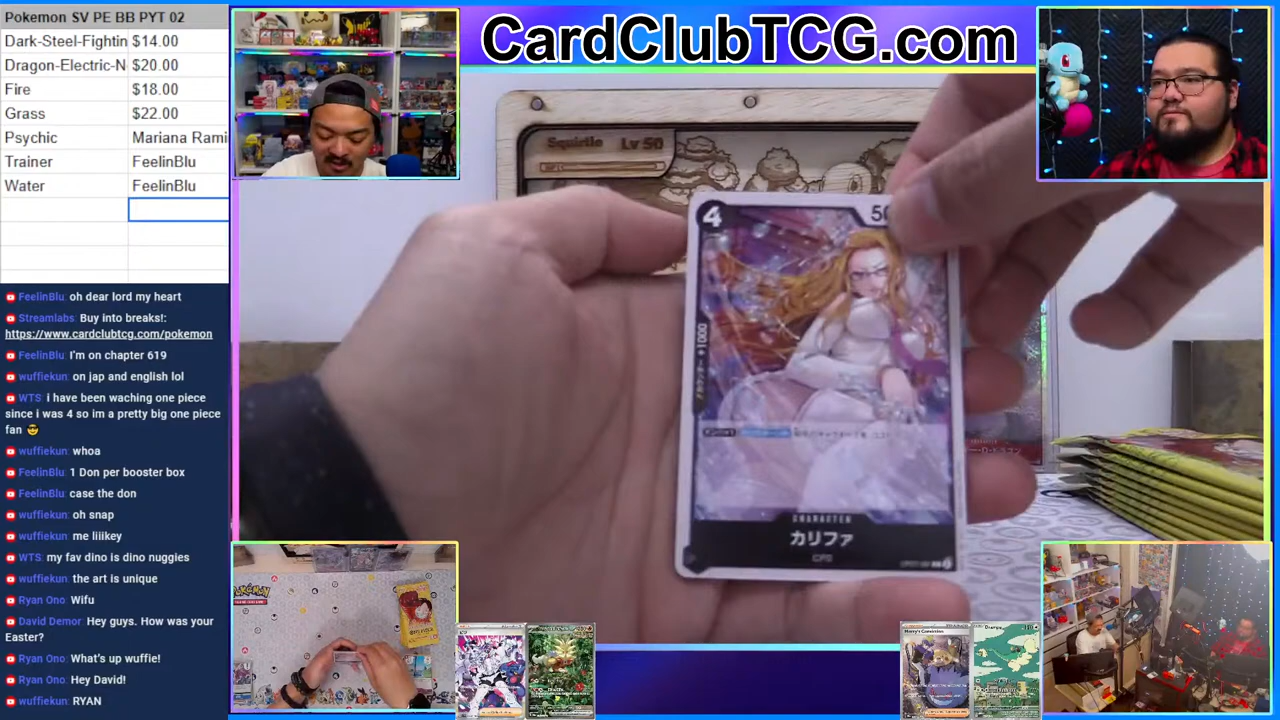 Pokemon SV PE BB PYT 02
Dark-Steel-Fightin $14.00
Dragon-Electric-N $20.00
Fire $18.00
Grass $22.00
Psychic Mariana Rami
Trainer FeelinBlu
Water FeelinBlu
FeelinBlu: oh dear lord my heart
Streamlabs: Buy into breaks!:
https://www.cardclubtcg.com/pokemon
FeelinBlu: I'm on chapter 619
wuffiekun: on jap and english lol
WTS: i have been waching one piece
since i was 4 so im a pretty big one piece
fan 😎
wuffiekun: whoa
FeelinBlu: 1 Don per booster box
FeelinBlu: case the don
wuffiekun: oh snap
wuffiekun: me liiikey
WTS: my fav dino is dino nuggies
wuffiekun: the art is unique
Ryan Ono: Wifu
David Demor: Hey guys. How was your
Easter?
Ryan Ono: What's up wuffie!
Ryan Ono: Hey David!
wuffiekun: RYAN
CardClubTCG.com
Squirtle Lv 50
4
+1000
CHARACTER
カリファ
CP9
POKÉMON